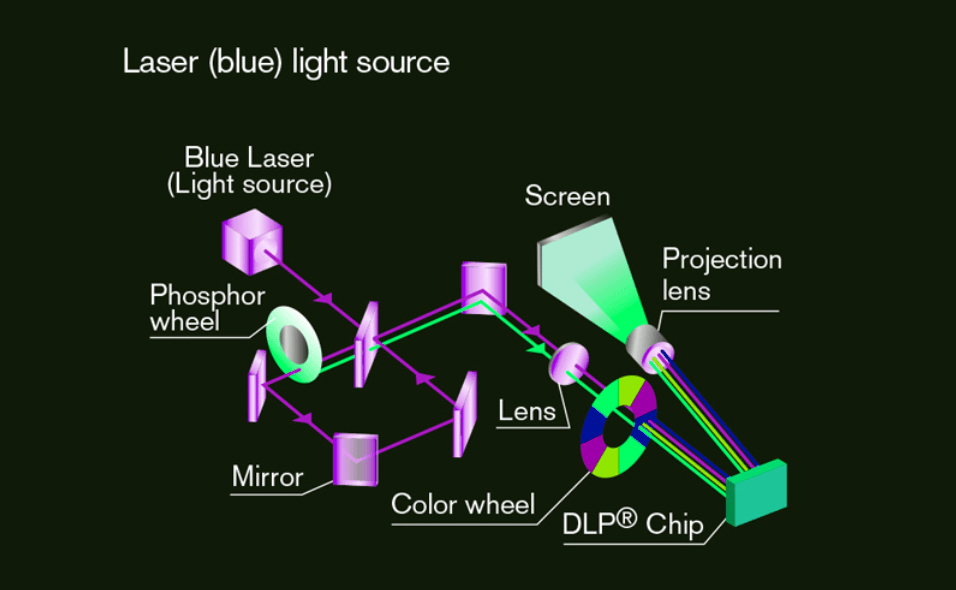 Laser (blue) light source
Blue Laser
(Light source)
Screen
Projection
lens
Phosphor
wheel
Lens
Mirror
Color wheel
DLP® Chip